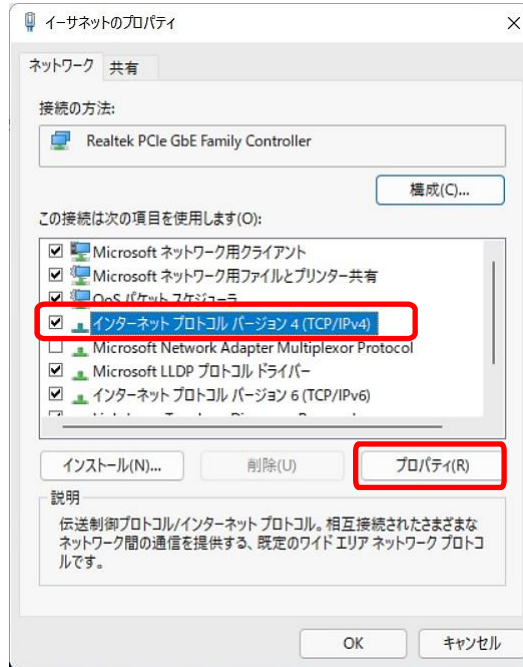 イーサネットのプロパティ
ネットワーク 共有
接続の方法:
Realtek PCIe GbE Family Controller
構成(C)...
この接続は次の項目を使用します(O):
Microsoft ネットワーク用クライアント
Microsoft ネットワーク用ファイルとプリンター共有
QoS パケット スケジューラ
インターネット プロトコル バージョン 4 (TCP/IPv4)
Microsoft Network Adapter Multiplexor Protocol
Microsoft LLDP プロトコル ドライバー
インターネット プロトコル バージョン 6 (TCP/IPv6)
インストール(N)... 削除(U) プロパティ(R)
説明
伝送制御プロトコル/インターネット プロトコル。相互接続されたさまざまな
ネットワーク間の通信を提供する、既定のワイド エリア ネットワーク プロトコ
ルです。
OK キャンセル